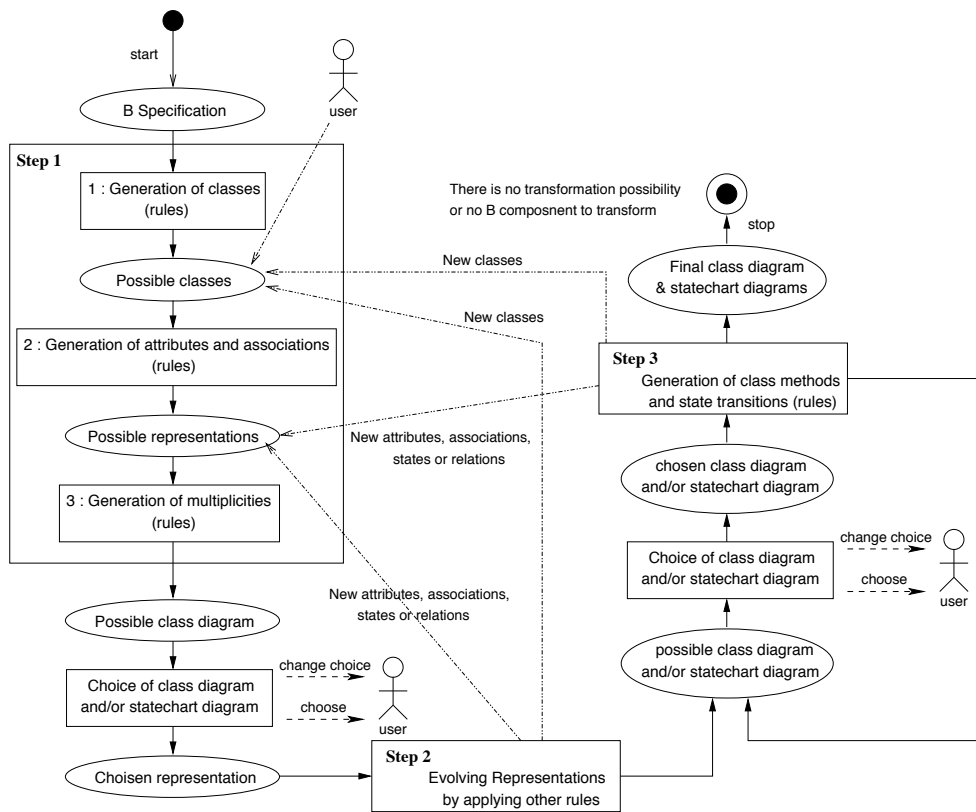 start
user
B Specification
Step 1
1 : Generation of classes
(rules)
Possible classes
2 : Generation of attributes and associations
(rules)
Possible representations
3 : Generation of multiplicities
(rules)
Possible class diagram
Choice of class diagram
and/or statechart diagram
change choice
choose
user
Choisen representation
Step 2
Evolving Representations
by applying other rules
New classes
New classes
New attributes, associations,
states or relations
New attributes, associations,
states or relations
There is no transformation possibility
or no B composnent to transform
stop
Final class diagram
& statechart diagrams
Step 3
Generation of class methods
and state transitions (rules)
chosen class diagram
and/or statechart diagram
Choice of class diagram
and/or statechart diagram
change choice
choose
user
possible class diagram
and/or statechart diagram